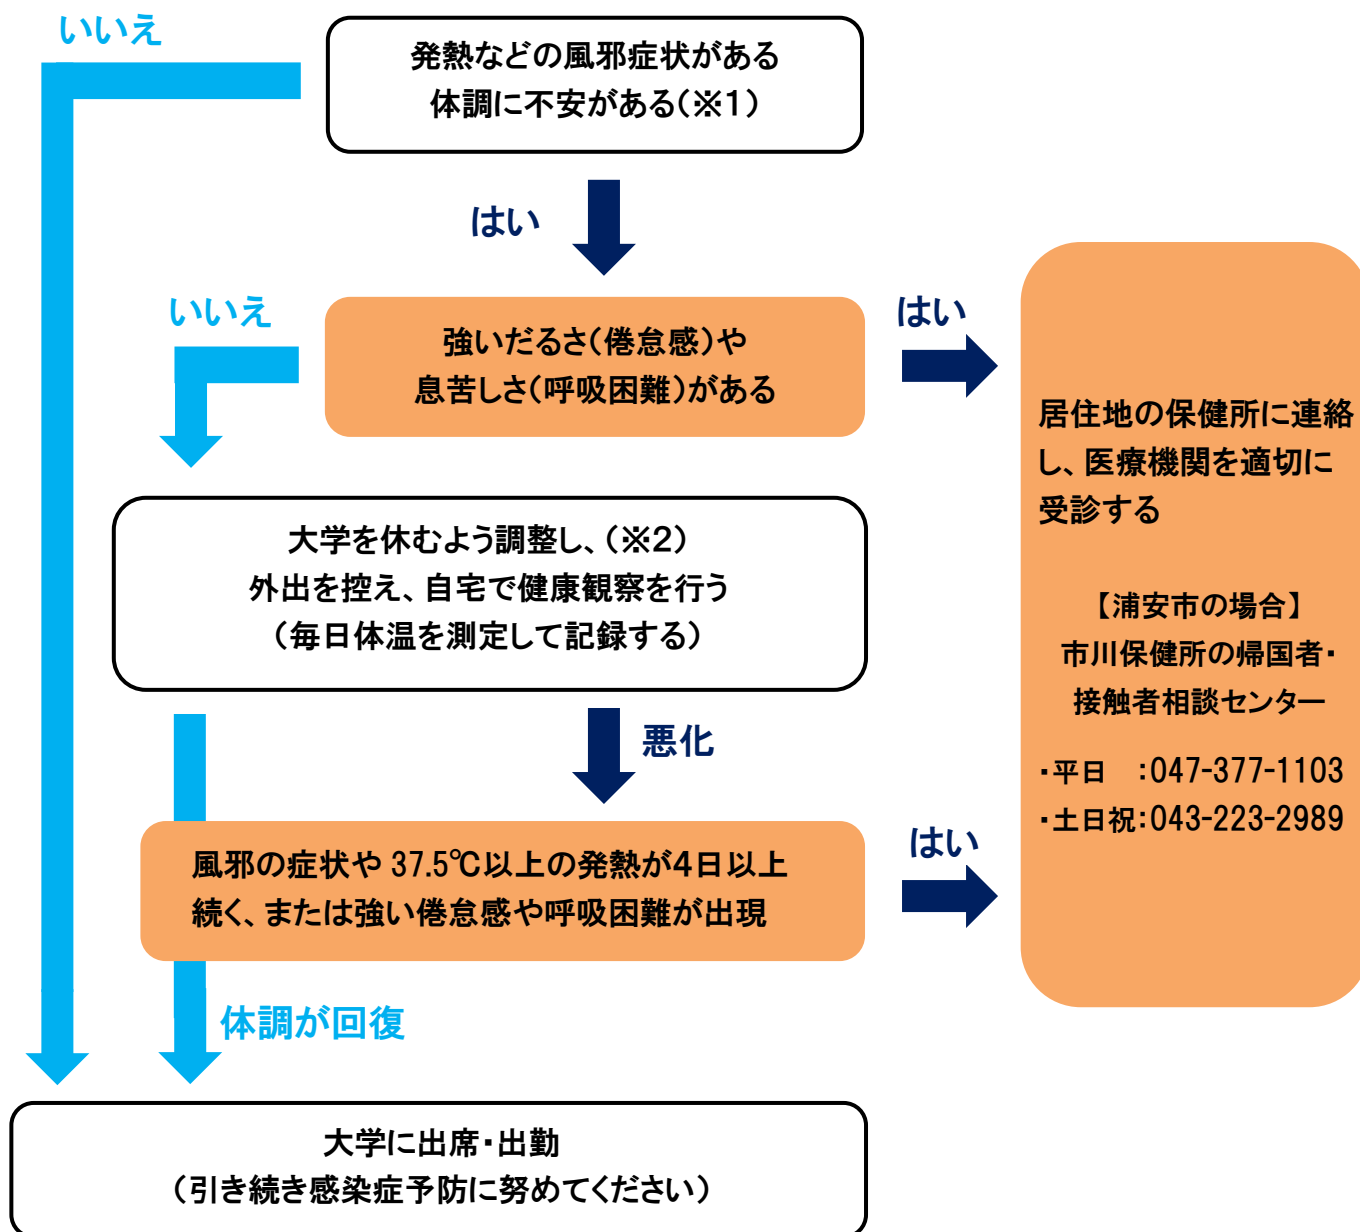 いいえ
発熱などの風邪症状がある
体調に不安がある(※1)
はい
いいえ
強いだるさ(倦怠感)や
息苦しさ(呼吸困難)がある
はい
大学を休むよう調整し、(※2)
外出を控え、自宅で健康観察を行う
(毎日体温を測定して記録する)
悪化
風邪の症状や 37.5℃以上の発熱が4日以上
続く、または強い倦怠感や呼吸困難が出現
はい
居住地の保健所に連絡
し、医療機関を適切に
受診する
【浦安市の場合】
市川保健所の帰国者・
接触者相談センター
・平日　:047-377-1103
・土日祝:043-223-2989
体調が回復
大学に出席・出勤
(引き続き感染症予防に努めてください)